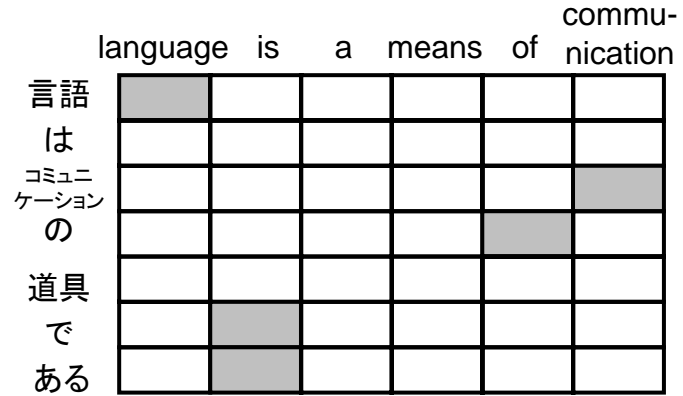 language is a means of commu-
nication
言語
は
コミュニ
ケーション
の
道具
で
ある